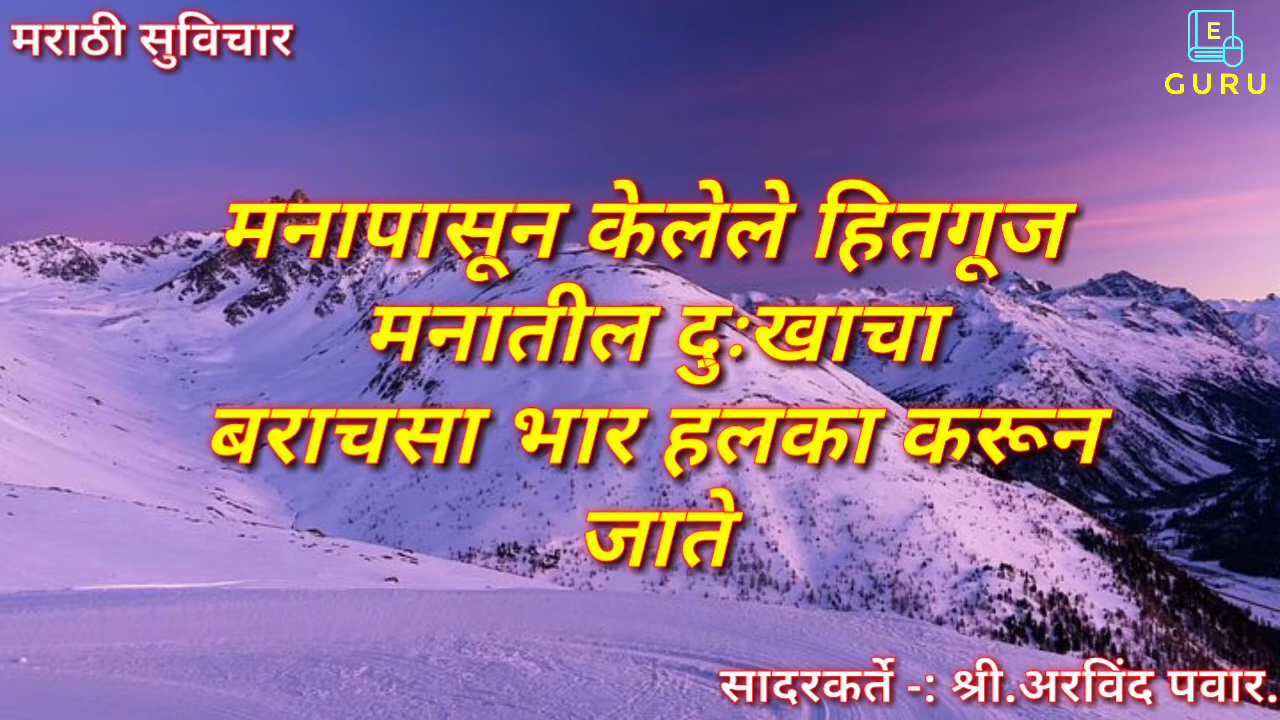 मराठी सुविचार
E
GURU
मनापासून केलेले हितगूज
मनातील दुःखाचा
बराचसा भार हलका करून
जाते
सादरकर्ते -: श्री.अरविंद पवार.